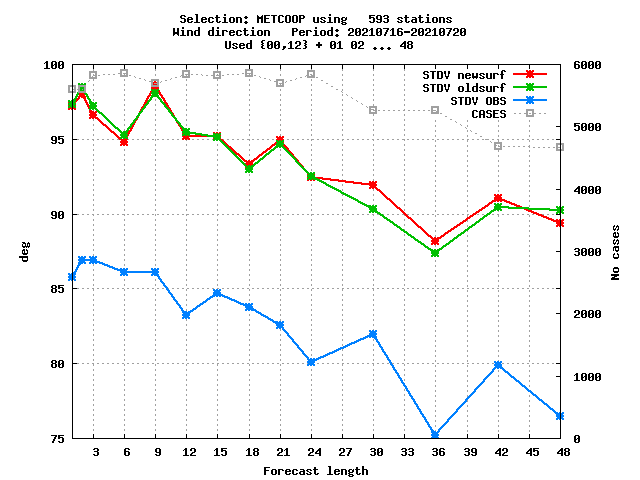 Selection: METCOOP using   593 stations
Wind direction   Period: 20210716-20210720
Used {00,12} + 01 02 ... 48
STDV newsurf
STDV oldsurf
STDV OBS
CASES
deg
100
95
90
85
80
75
No cases
6000
5000
4000
3000
2000
1000
0
3 6 9 12 15 18 21 24 27 30 33 36 39 42 45 48
Forecast length